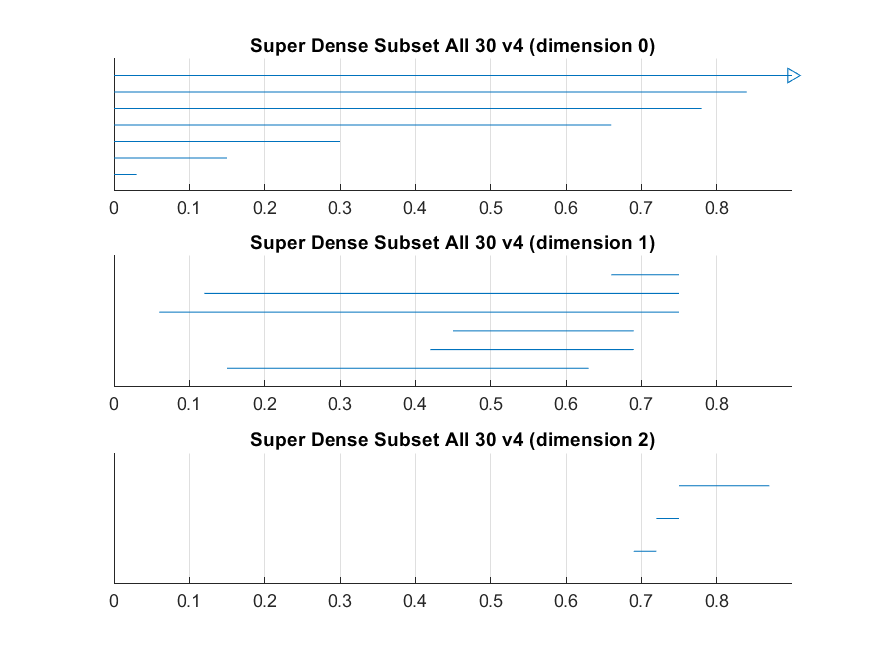 Super Dense Subset All 30 v4 (dimension 0)
0 0.1 0.2 0.3 0.4 0.5 0.6 0.7 0.8
Super Dense Subset All 30 v4 (dimension 1)
0 0.1 0.2 0.3 0.4 0.5 0.6 0.7 0.8
Super Dense Subset All 30 v4 (dimension 2)
0 0.1 0.2 0.3 0.4 0.5 0.6 0.7 0.8